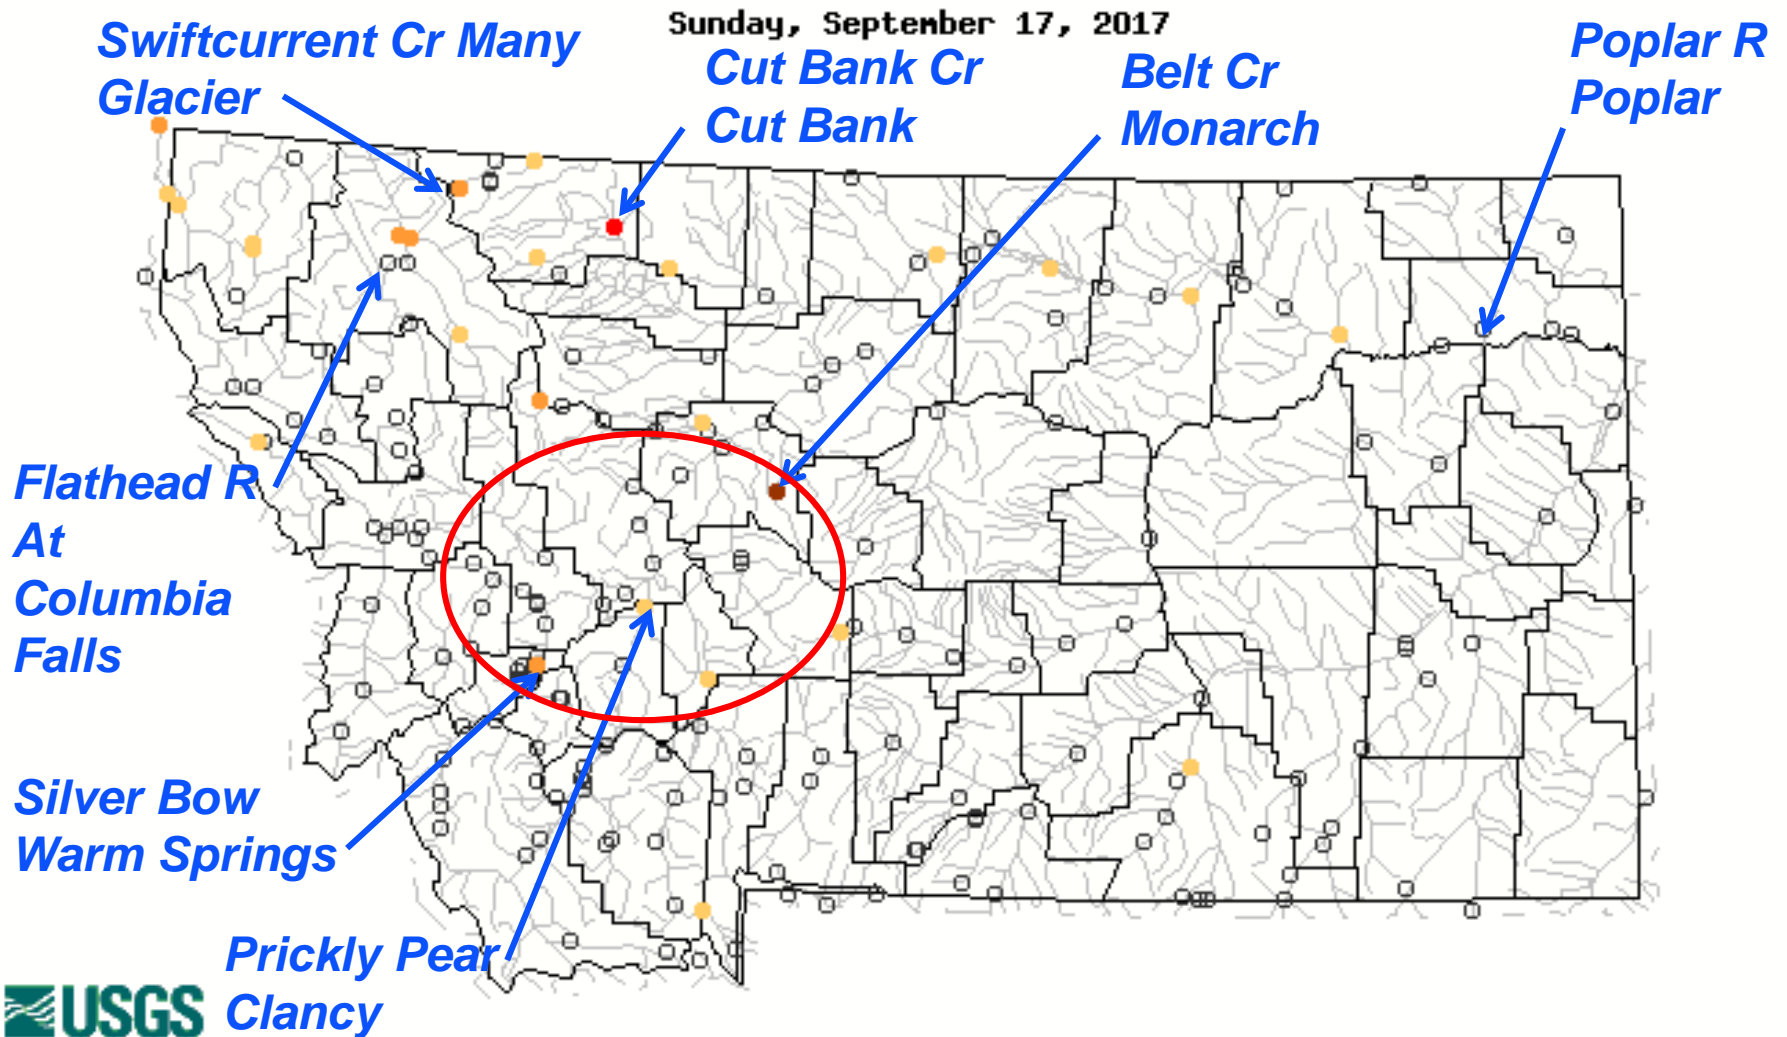 Sunday, September 17, 2017
Swiftcurrent Cr Many
Glacier
Cut Bank Cr
Cut Bank
Belt Cr
Monarch
Poplar R
Poplar
Flathead R
At
Columbia
Falls
Silver Bow
Warm Springs
Prickly Pear
Clancy
USGS